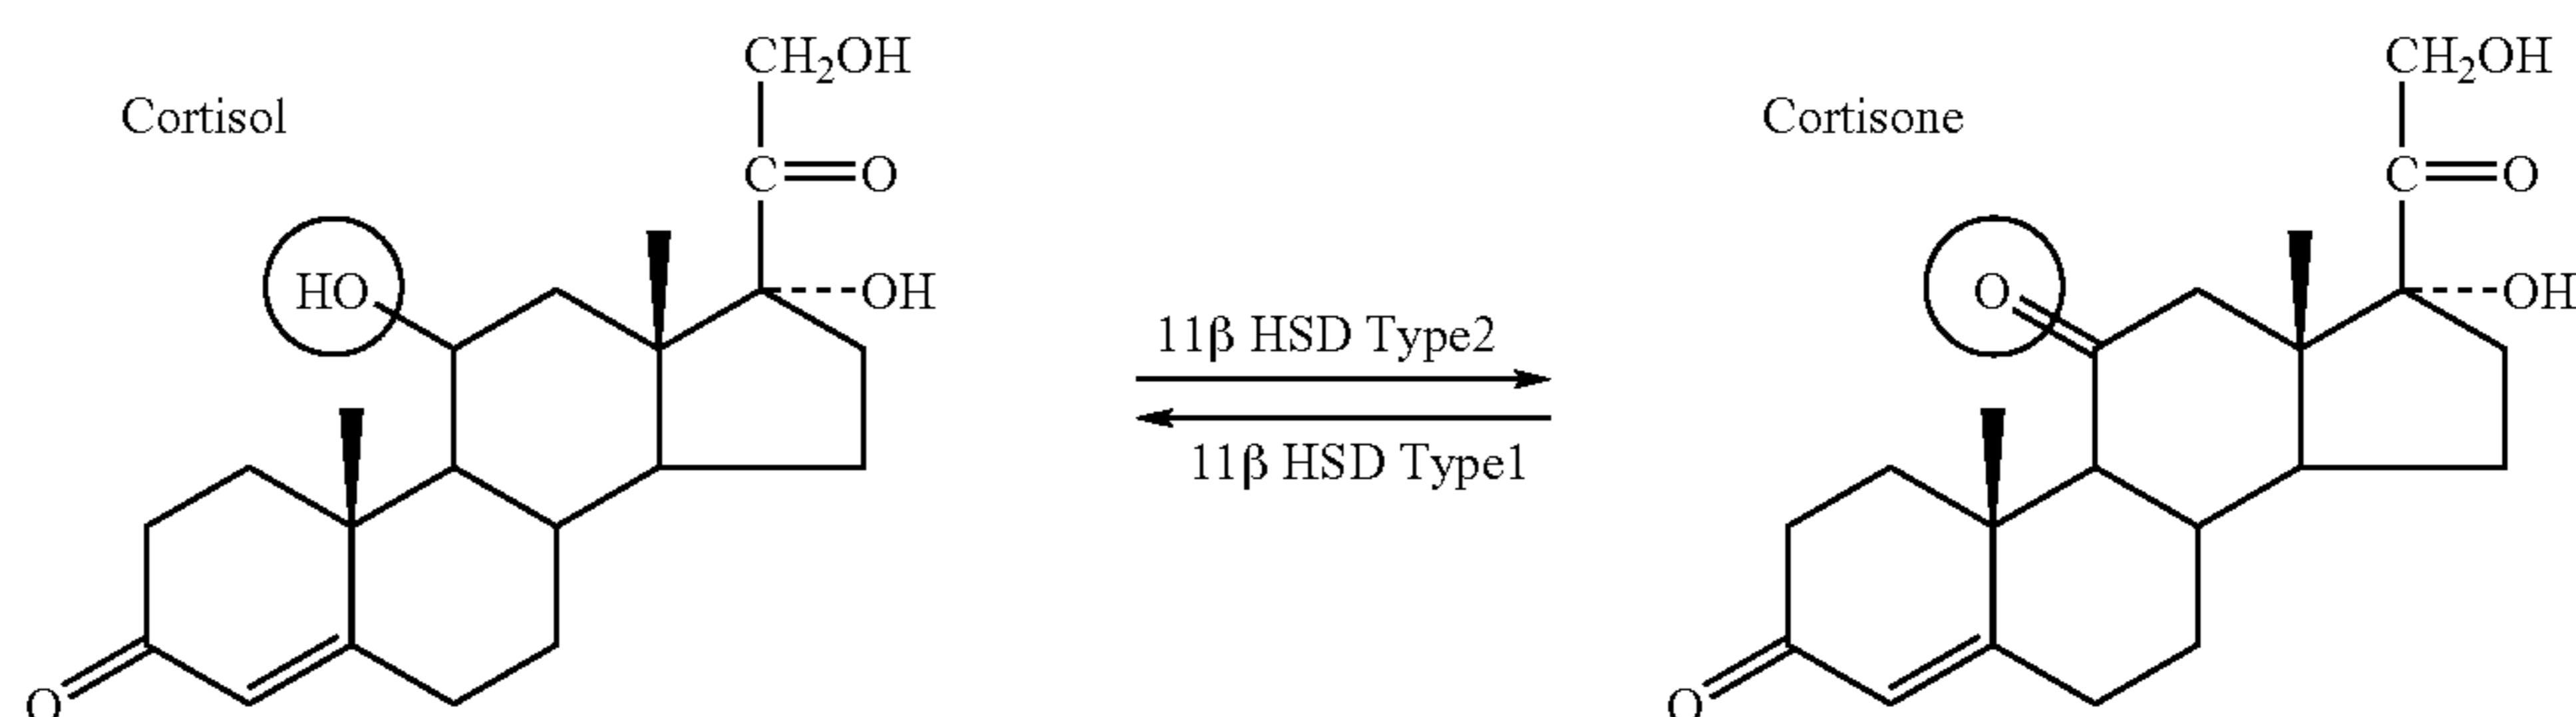 CH₂OH
Cortisol
C=O
HO
OH
O
11β HSD Type2
11β HSD Type1
CH₂OH
Cortisone
C=O
O
OH
O